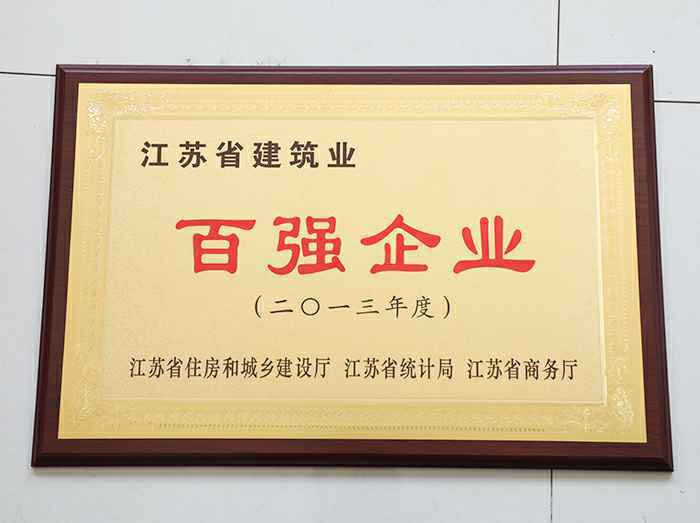 江苏省建筑业
百强企业
(二〇一三年度)
江苏省住房和城乡建设厅 江苏省统计局 江苏省商务厅